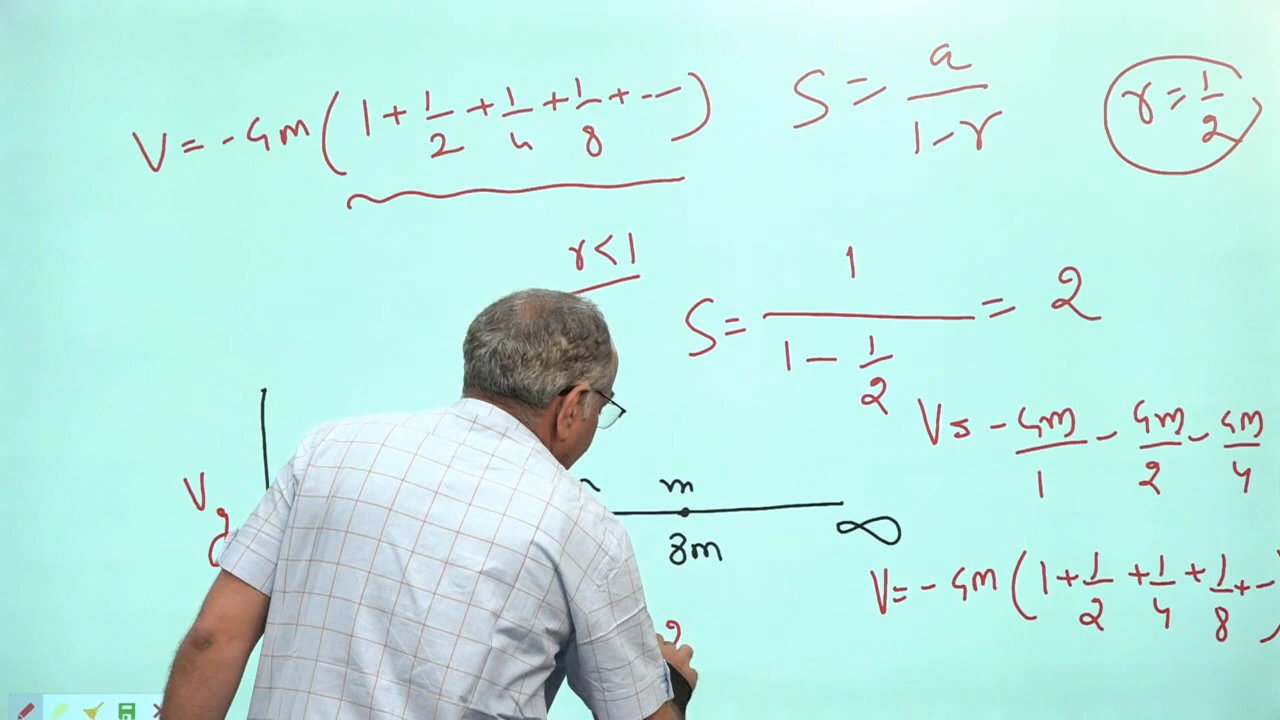 V = - Gm ( 1 + 1/2 + 1/4 + 1/8 + --- )
S = a / 1 - r
r = 1/2
r < 1
S = 1 / 1 - 1/2 = 2
V = - Gm/1 - Gm/2 - Gm/4
Vg
m
8m
∞
V = - Gm ( 1 + 1/2 + 1/4 + 1/8 + -- )